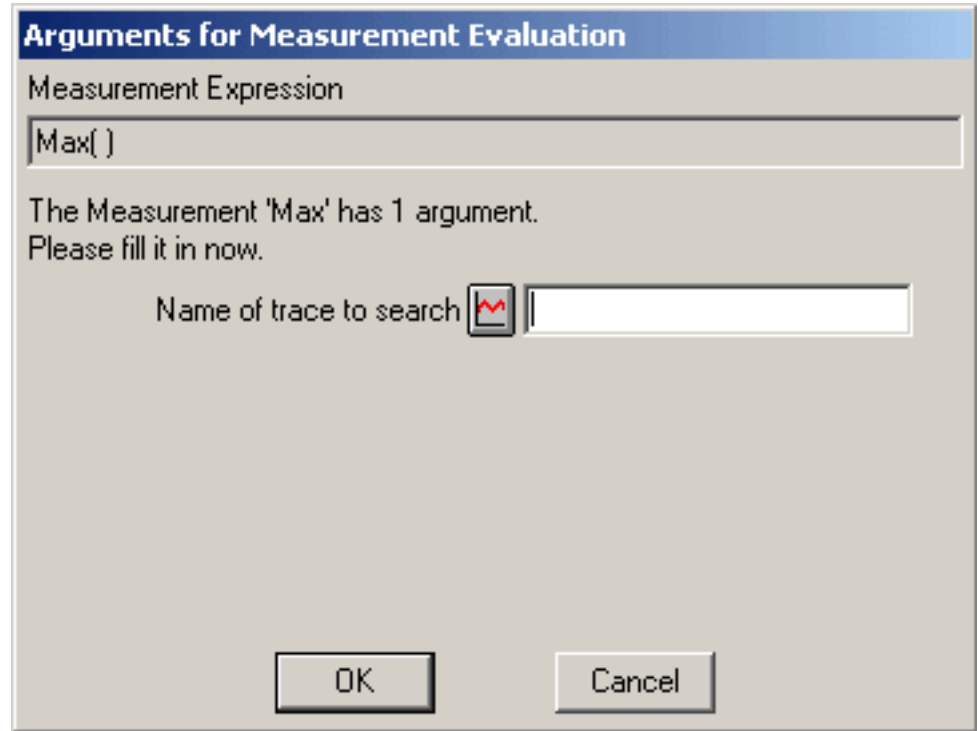 Arguments for Measurement Evaluation
Measurement Expression
Max( )
The Measurement 'Max' has 1 argument.
Please fill it in now.
Name of trace to search
OK
Cancel